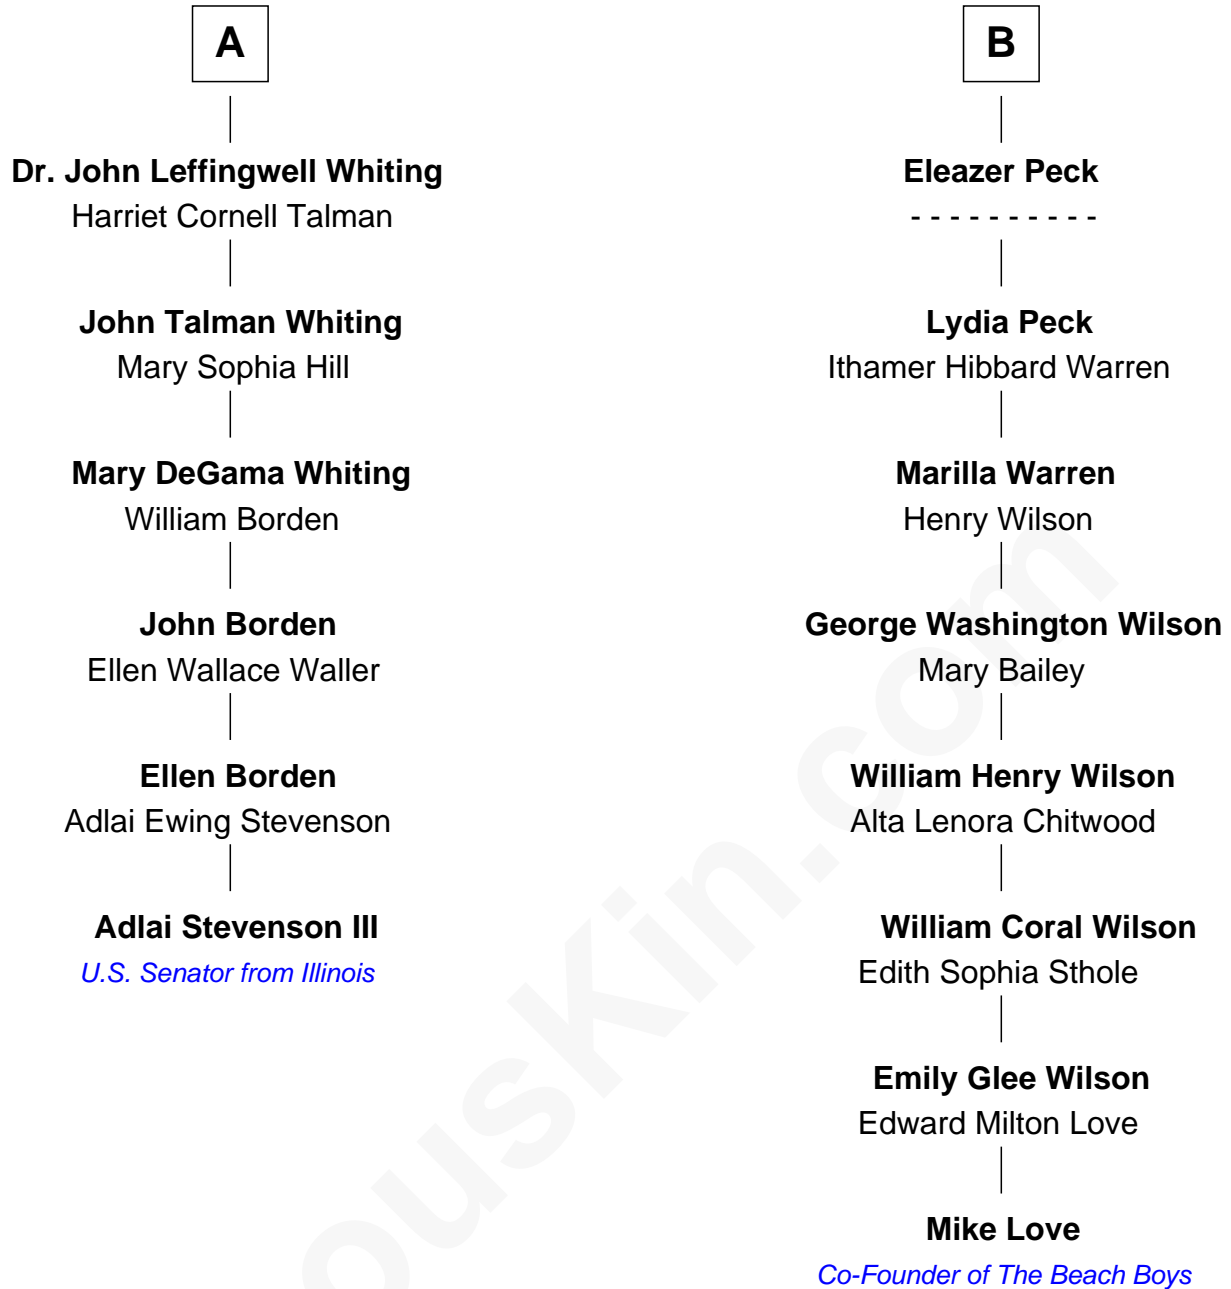 A
Dr. John Leffingwell Whiting
Harriet Cornell Talman
John Talman Whiting
Mary Sophia Hill
Mary DeGama Whiting
William Borden
John Borden
Ellen Wallace Waller
Ellen Borden
Adlai Ewing Stevenson
Adlai Stevenson III
U.S. Senator from Illinois
B
Eleazer Peck
- - - - - - - - - -
Lydia Peck
Ithamer Hibbard Warren
Marilla Warren
Henry Wilson
George Washington Wilson
Mary Bailey
William Henry Wilson
Alta Lenora Chitwood
William Coral Wilson
Edith Sophia Sthole
Emily Glee Wilson
Edward Milton Love
Mike Love
Co-Founder of The Beach Boys
ousKin.com